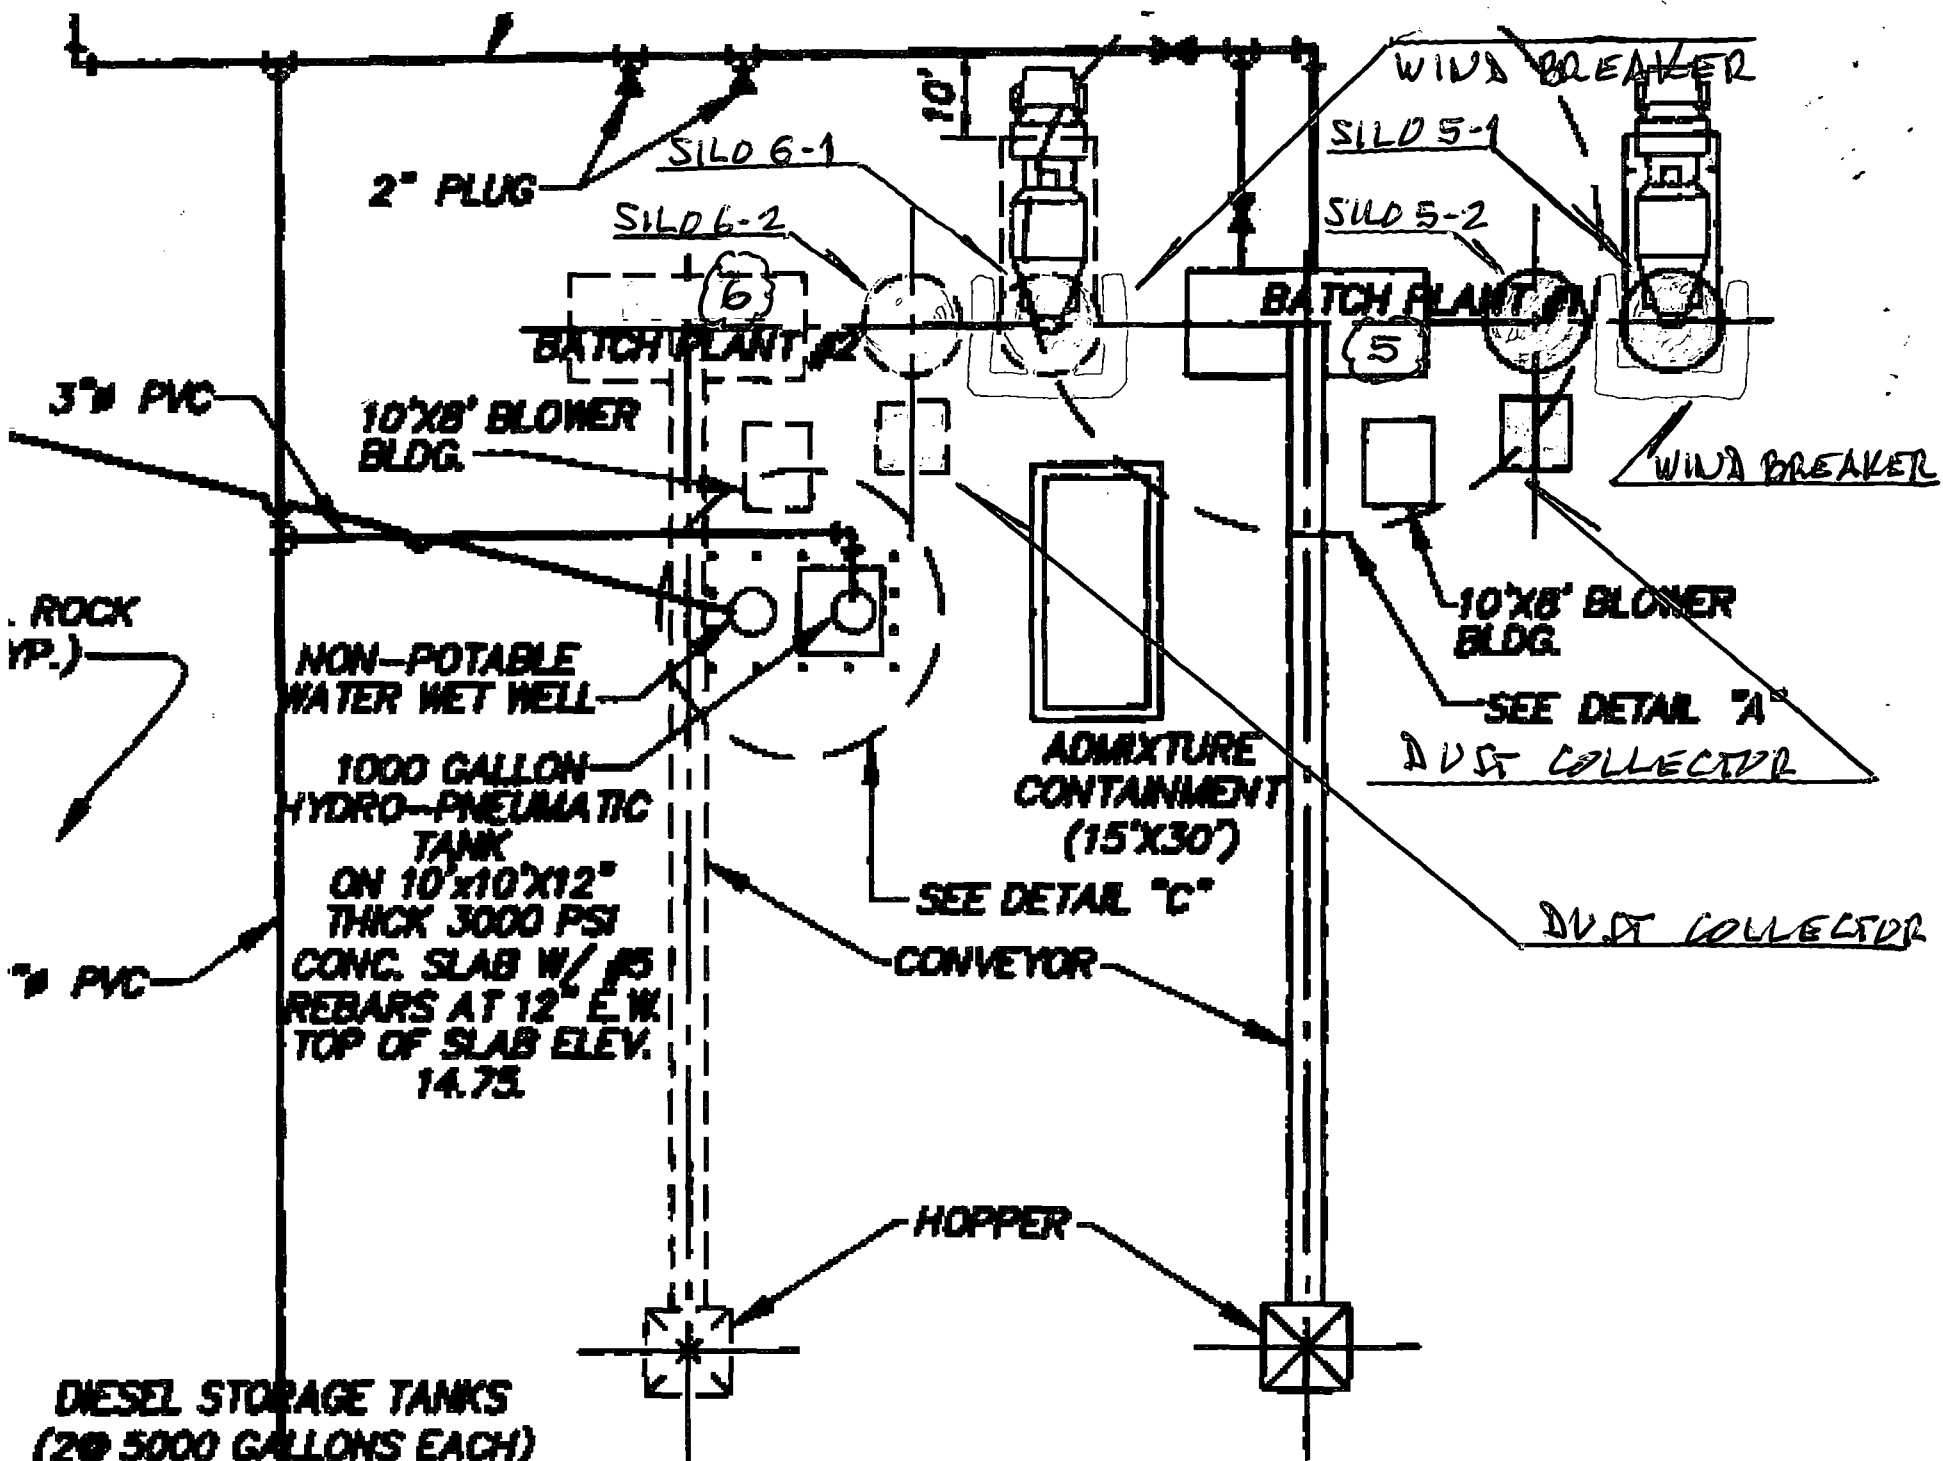 WIND BREAKER
10'
SILO 6-1
SILO 5-1
2" PLUG
SILO 6-2
SILO 5-2
6
BATCH PLANT #1
BATCH PLANT #2
5
3"ø PVC
10'X8' BLOWER
BLDG.
WIND BREAKER
ROCK
YP.)
10'X8' BLOWER
BLDG.
NON-POTABLE
WATER WET WELL
SEE DETAIL "A"
DUST COLLECTOR
1000 GALLON
HYDRO-PNEUMATIC
TANK
ON 10'x10'X12"
THICK 3000 PSI
CONC. SLAB W/ #5
REBARS AT 12" E.W.
TOP OF SLAB ELEV.
14.75.
ADMIXTURE
CONTAINMENT
(15'X30')
SEE DETAIL "C"
DUST COLLECTOR
CONVEYOR
"ø PVC
HOPPER
DIESEL STORAGE TANKS
(2@ 5000 GALLONS EACH)